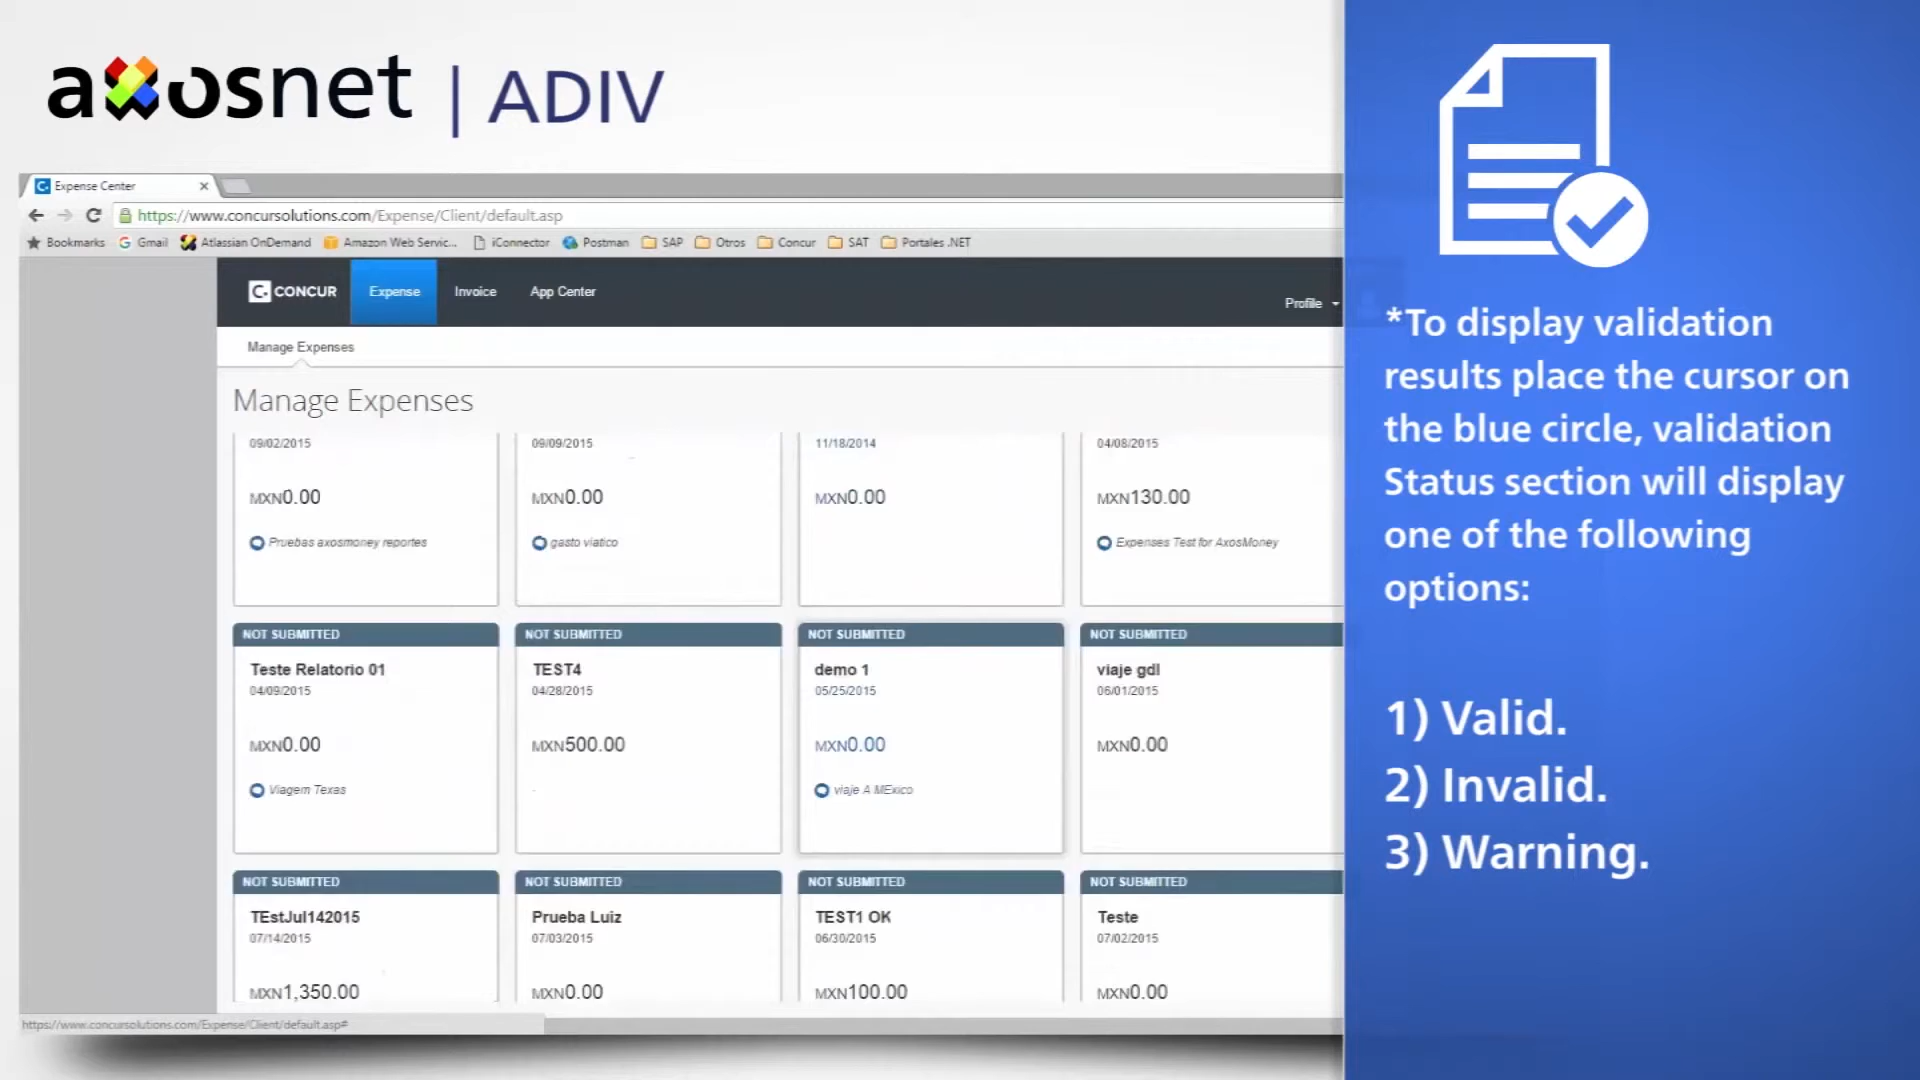 axosnet | ADIV
Expense Center
https://www.concursolutions.com/Expense/Client/default.asp
Bookmarks Gmail Atlassian OnDemand Amazon Web Servic... iConnector Postman SAP Otros Concur SAT Portales .NET
CONCUR Expense Invoice App Center Profile
Manage Expenses
Manage Expenses
09/02/2015 09/09/2015 11/18/2014 04/08/2015
MXN0.00 MXN0.00 MXN0.00 MXN130.00
Pruebas axosmoney reportes gasto viatico Expenses Test for AxosMoney
NOT SUBMITTED NOT SUBMITTED NOT SUBMITTED NOT SUBMITTED
Teste Relatorio 01 TEST4 demo 1 viaje gdl
04/09/2015 04/28/2015 05/25/2015 06/01/2015
MXN0.00 MXN500.00 MXN0.00 MXN0.00
Viagem Texas viaje A MExico
NOT SUBMITTED NOT SUBMITTED NOT SUBMITTED NOT SUBMITTED
TEstJul142015 Prueba Luiz TEST1 OK Teste
07/14/2015 07/03/2015 06/30/2015 07/02/2015
MXN1,350.00 MXN0.00 MXN100.00 MXN0.00
https://www.concursolutions.com/Expense/Client/default.asp#
*To display validation
results place the cursor on
the blue circle, validation
Status section will display
one of the following
options:
1) Valid.
2) Invalid.
3) Warning.